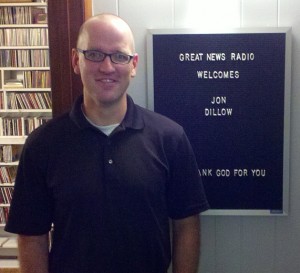 GREAT NEWS RADIO
WELCOMES
JON
DILLOW
ANK GOD FOR YOU